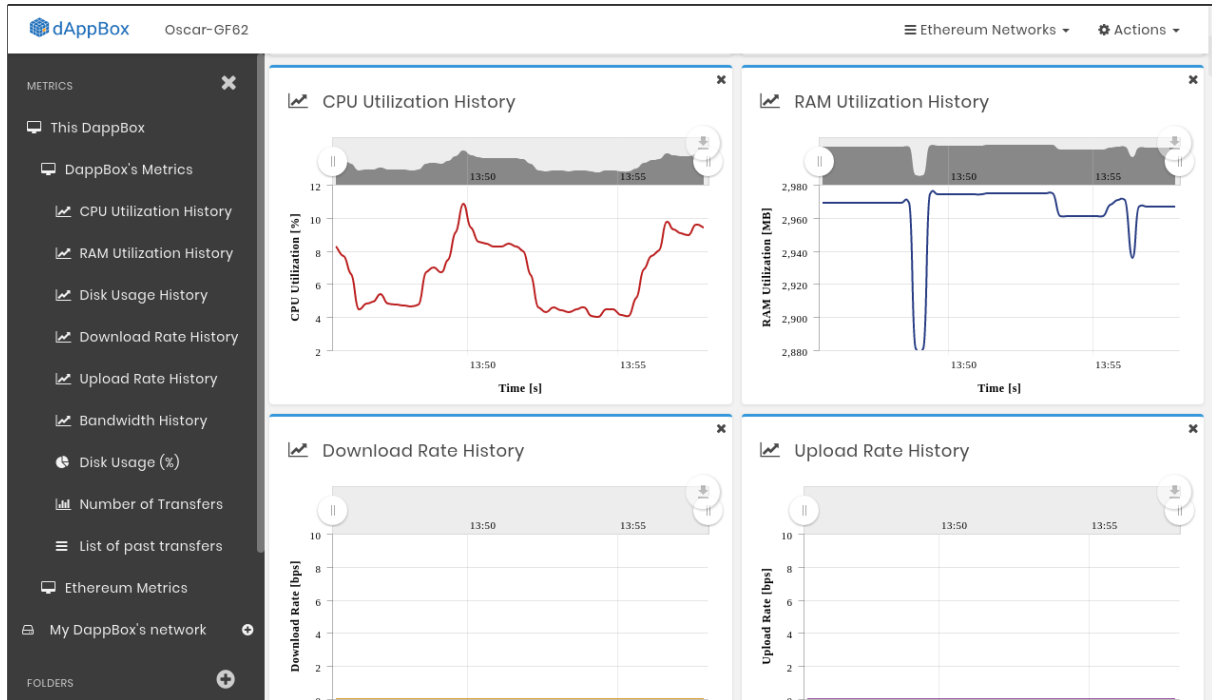 dAppBox
Oscar-GF62
Ethereum Networks
Actions
METRICS
This DappBox
DappBox's Metrics
CPU Utilization History
RAM Utilization History
Disk Usage History
Download Rate History
Upload Rate History
Bandwidth History
Disk Usage (%)
Number of Transfers
List of past transfers
Ethereum Metrics
My DappBox's network
FOLDERS
CPU Utilization History
13:50
13:55
12
10
8
6
4
2
CPU Utilization [%]
13:50
13:55
Time [s]
RAM Utilization History
13:50
13:55
2,980
2,960
2,940
2,920
2,900
2,880
RAM Utilization [MB]
13:50
13:55
Time [s]
Download Rate History
13:50
13:55
10
8
6
4
2
0
Download Rate [bps]
Upload Rate History
13:50
13:55
10
8
6
4
2
0
Upload Rate [bps]